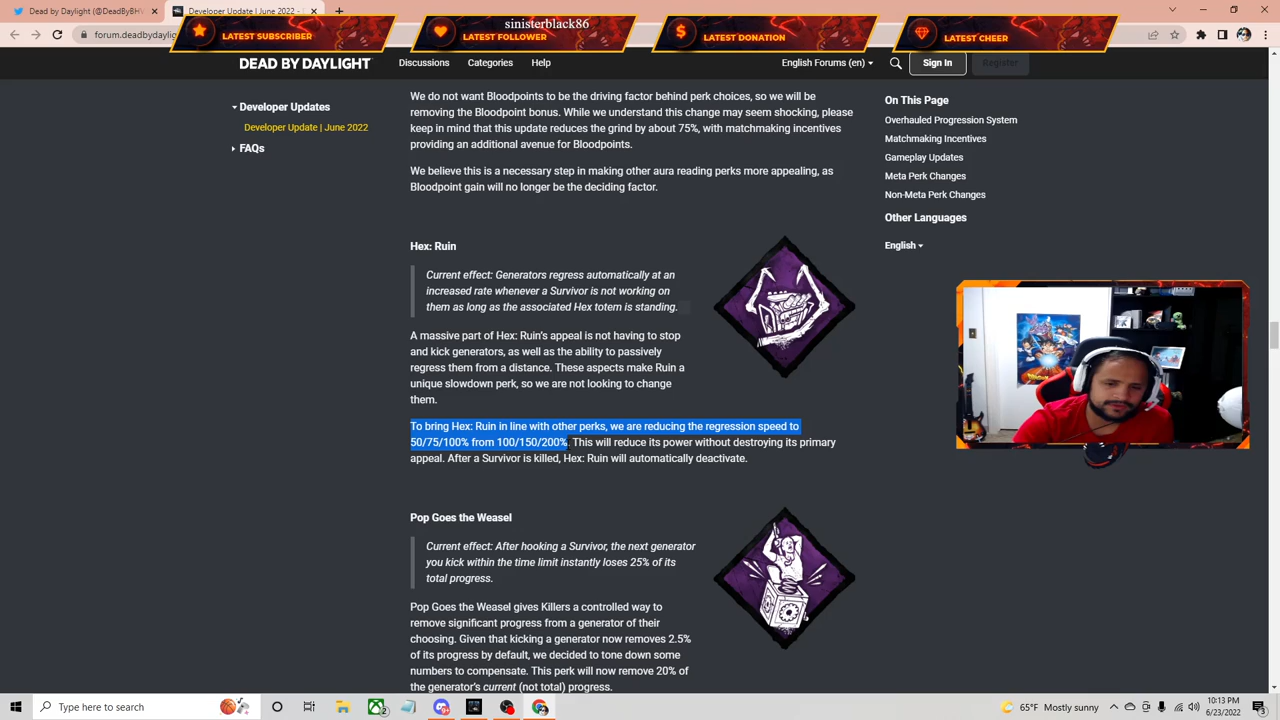 (1) @DeadByBH
Developer Update | June 2022 -
sinisterblack86
LATEST SUBSCRIBER
LATEST FOLLOWER
LATEST DONATION
LATEST CHEER
forum.deadbydaylig
DEAD BY DAYLIGHT
Discussions
Categories
Help
English Forums (en)
Sign In
Register
Developer Updates
Developer Update | June 2022
FAQs
We do not want Bloodpoints to be the driving factor behind perk choices, so we will be
removing the Bloodpoint bonus. While we understand this change may seem shocking, please
keep in mind that this update reduces the grind by about 75%, with matchmaking incentives
providing an additional avenue for Bloodpoints.
We believe this is a necessary step in making other aura reading perks more appealing, as
Bloodpoint gain will no longer be the deciding factor.
On This Page
Overhauled Progression System
Matchmaking Incentives
Gameplay Updates
Meta Perk Changes
Non-Meta Perk Changes
Other Languages
English
Hex: Ruin
Current effect: Generators regress automatically at an
increased rate whenever a Survivor is not working on
them as long as the associated Hex totem is standing.
A massive part of Hex: Ruin's appeal is not having to stop
and kick generators, as well as the ability to passively
regress them from a distance. These aspects make Ruin a
unique slowdown perk, so we are not looking to change
them.
To bring Hex: Ruin in line with other perks, we are reducing the regression speed to
50/75/100% from 100/150/200%. This will reduce its power without destroying its primary
appeal. After a Survivor is killed, Hex: Ruin will automatically deactivate.
Pop Goes the Weasel
Current effect: After hooking a Survivor, the next generator
you kick within the time limit instantly loses 25% of its
total progress.
Pop Goes the Weasel gives Killers a controlled way to
remove significant progress from a generator of their
choosing. Given that kicking a generator now removes 2.5%
of its progress by default, we decided to tone down some
numbers to compensate. This perk will now remove 20% of
the generator's current (not total) progress.
Type here to search
65°F Mostly sunny
10:13 PM
6/23/2022